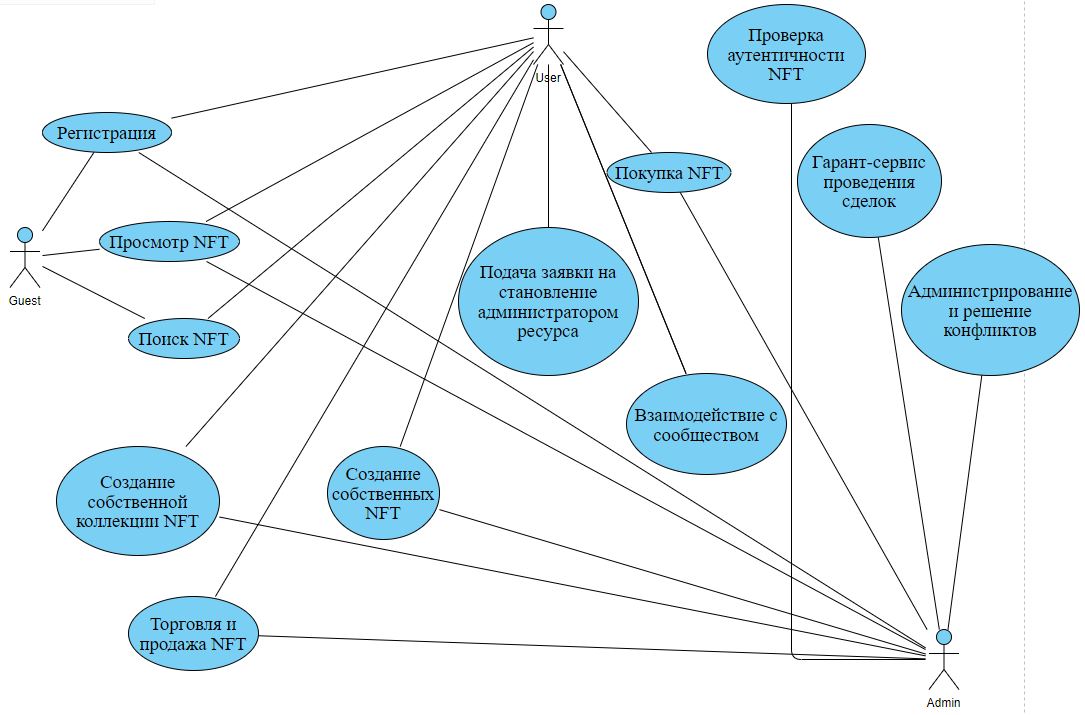 User
Проверка
аутентичности
NFT
Регистрация
Покупка NFT
Гарант-сервис
проведения
сделок
Просмотр NFT
Guest
Подача заявки на
становление
администратором
ресурса
Администрирование
и решение
конфликтов
Поиск NFT
Взаимодействие с
сообществом
Создание
собственной
коллекции NFT
Создание
собственных
NFT
Торговля и
продажа NFT
Admin